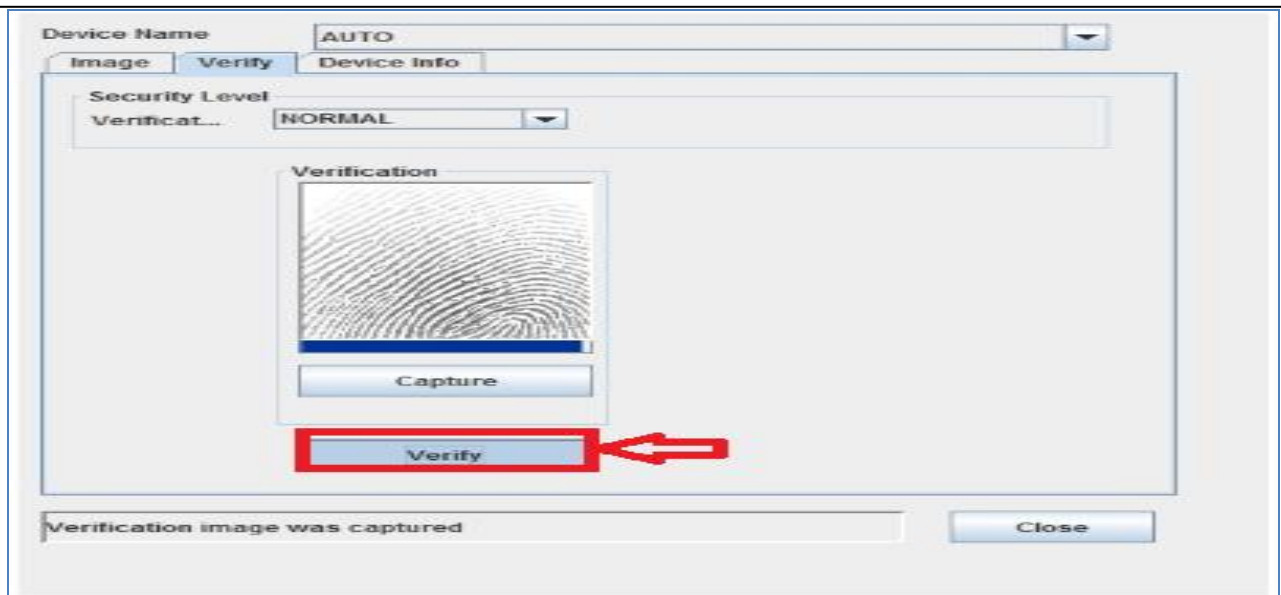 Device Name AUTO
Image Verify Device Info
Security Level
Verificat... NORMAL
Verification
Capture
Verify
Verification image was captured Close